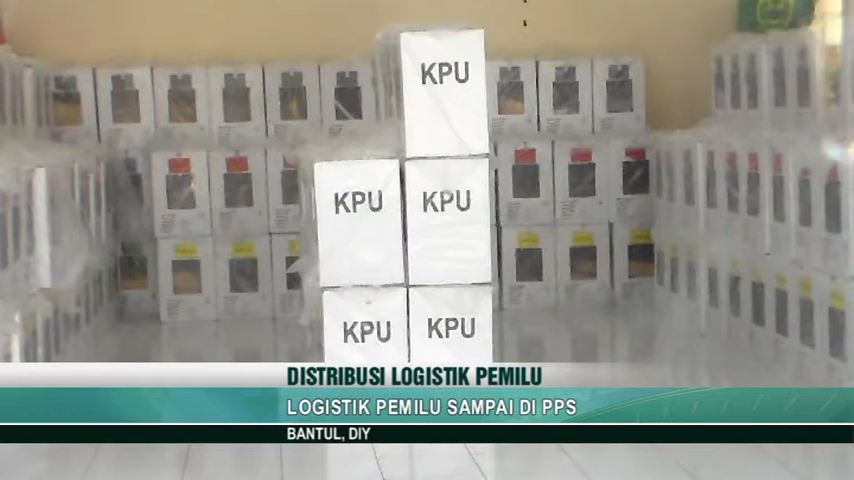 KPU
KPU
KPU
KPU
KPU
DISTRIBUSI LOGISTIK PEMILU
LOGISTIK PEMILU SAMPAI DI PPS
BANTUL, DIY